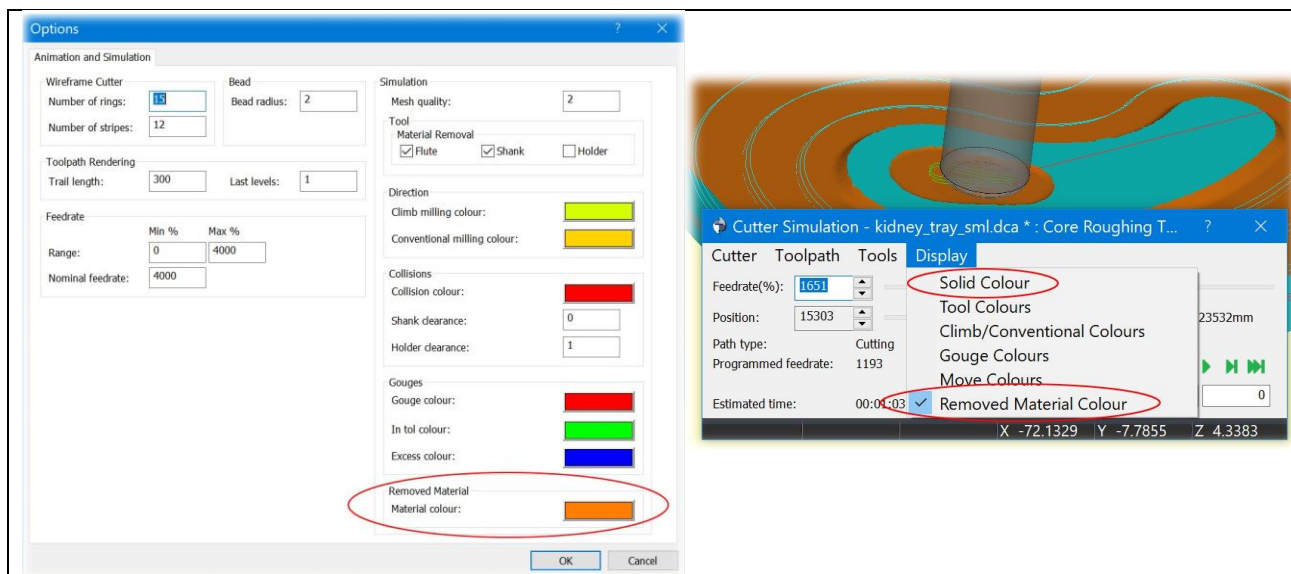 Options
Animation and Simulation
Wireframe Cutter
Number of rings: 15
Number of stripes: 12
Bead
Bead radius: 2
Toolpath Rendering
Trail length: 300 Last levels: 1
Feedrate
Min % Max %
Range: 0 4000
Nominal feedrate: 4000
Simulation
Mesh quality: 2
Tool
Material Removal
Flute Shank Holder
Direction
Climb milling colour:
Conventional milling colour:
Collisions
Collision colour:
Shank clearance: 0
Holder clearance: 1
Gouges
Gouge colour:
In tol colour:
Excess colour:
Removed Material
Material colour:
OK Cancel
Cutter Simulation - kidney_tray_sml.dca * : Core Roughing T...
Cutter Toolpath Tools Display
Feedrate(%): 1651
Position: 15303 23532mm
Path type: Cutting
Programmed feedrate: 1193
Estimated time: 00:01:03 0
Solid Colour
Tool Colours
Climb/Conventional Colours
Gouge Colours
Move Colours
Removed Material Colour
X -72.1329 Y -7.7855 Z 4.3383